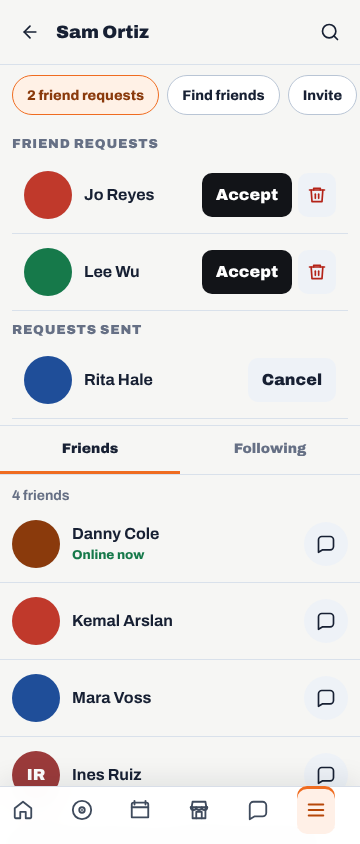 Sam Ortiz
2 friend requests
Find friends
Invite
FRIEND REQUESTS
Jo Reyes
Accept
Lee Wu
Accept
REQUESTS SENT
Rita Hale
Cancel
Friends
Following
4 friends
Danny Cole
Online now
Kemal Arslan
Mara Voss
IR
Ines Ruiz